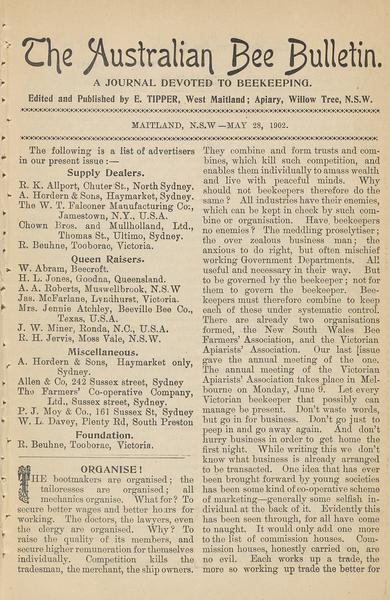 The Australian Bee Bulletin.
A JOURNAL DEVOTED TO BEEKEEPING.
Edited and Published by E. TIPPER, West Maitland; Apiary, Willow Tree, N.S.W.
MAITLAND, N.S.W—MAY 28, 1902.
The following is a list of advertisers
in our present issue :—
Supply Dealers.
R. K. Allport, Chuter St., North Sydney.
A. Hordern & Sons, Haymarket, Sydney.
The W. T. Falconer Manufacturing Co.,
Jamestown, N.Y., U.S.A.
Chown Bros. and Mullholland, Ltd.,
Thomas St., Ultimo, Sydney.
R. Beuhne, Tooborac, Victoria.
Queen Raisers.
W. Abram, Beecroft.
H. L. Jones, Goodna, Queensland.
A. A. Roberts, Muswellbrook, N.S.W
Jas. McFarlane, Lyndhurst, Victoria.
Mrs. Jennie Atchley, Beeville Bee Co.,
Texas, U.S.A.
J. W. Miner, Ronda, N.C., U.S.A.
R. H. Jervis, Moss Vale, N.S.W.
Miscellaneous.
A. Hordern & Sons, Haymarket only,
Sydney.
Allen & Co, 242 Sussex street, Sydney
The Farmers' Co-operative Company,
Ltd., Sussex street, Sydney.
P. J. Moy & Co., 161 Sussex St, Sydney
W. L. Davey, Plenty Rd, South Preston
Foundation.
R. Beuhne, Tooborac, Victoria.
ORGANISE!
THE bootmakers are organised; the
tailoresses are organised; all
mechanics organise. What for? To
secure better wages and better hours for
working. The doctors, the lawyers, even
the clergy are organised. Why? To
raise the quality of its members, and
secure higher remuneration for themselves
individually. Competition kills the
tradesman, the merchant, the ship owners.
They combine and form trusts and com-
bines, which kill such competition, and
enables them individually to amass wealth
and live with peaceful minds. Why
should not beekeepers therefore do the
same? All industries have their enemies,
which can be kept in check by such com-
bine or organisation. Have beekeepers
no enemies? The meddling proselytiser;
the over zealous business man; the
anxious to do right, but often mischief
working Government Departments. All
useful and necessary in their way. But
to be governed by the beekeeper; not for
them to govern the beekeeper. Bee-
keepers must therefore combine to keep
each of these under systematic control.
There are already two organisations
formed, the New South Wales Bee
Farmers' Association, and the Victorian
Apiarists' Association. Our last issue
gave the annual meeting of the one.
The annual meeting of the Victorian
Apiarists' Association takes place in Mel-
bourne on Monday, June 9. Let every
Victorian beekeeper that possibly can
manage be present. Don't waste words,
but go in for business. Don't go just to
peep in and go away again. And don't
hurry business in order to get home the
first night. While writing this we don't
know what business is already arranged
to be transacted. One idea that has ever
been brought forward by young societies
has been some kind of co-operative scheme
of marketing—generally some selfish in-
dividual at the back of it. Evidently this
has been seen through, for all have come
to naught. It would only add one more
to the list of commission houses. Com-
mission houses, honestly carried on, are
no evil. Each works up a trade, the
more so working up trade the better for